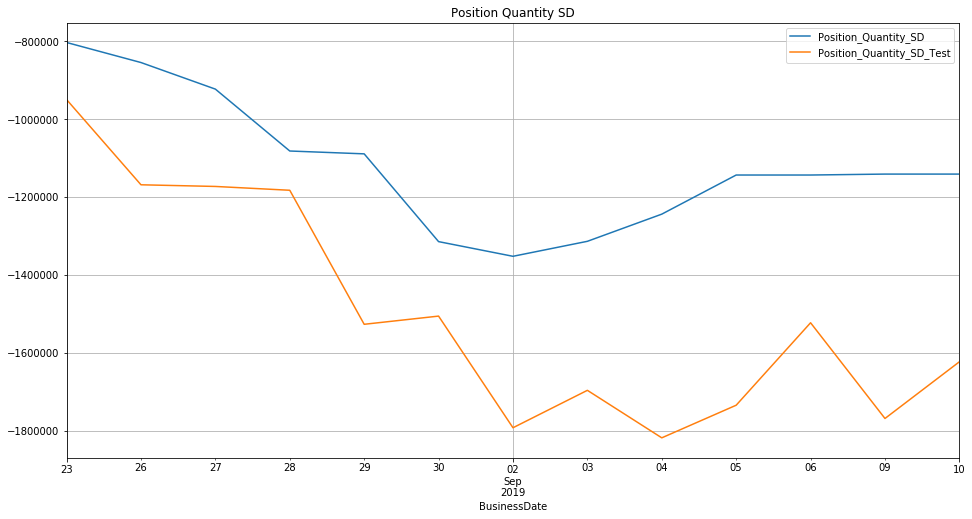 Position Quantity SD
Position_Quantity_SD
Position_Quantity_SD_Test
−800000
−1000000
−1200000
−1400000
−1600000
−1800000
23 26 27 28 29 30 02 03 04 05 06 09 10
Sep
2019
BusinessDate